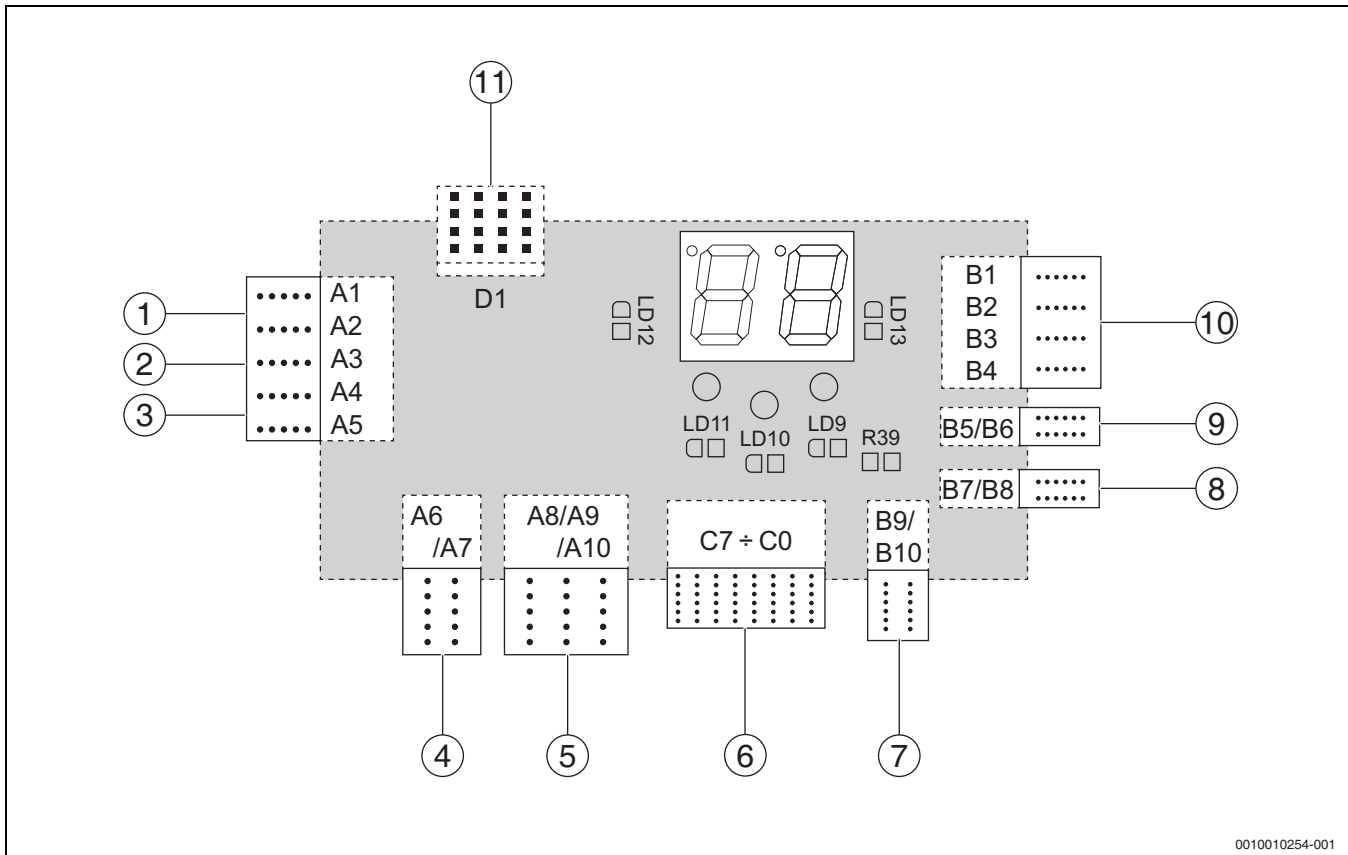 11
D1
LD12
LD13
A1
A2
A3
A4
A5
1
2
3
B1
B2
B3
B4
10
LD11
LD10
LD9
R39
B5/B6
9
B7/B8
8
A6
/A7
A8/A9
/A10
C7 ÷ C0
B9/
B10
4
5
6
7
0010010254-001